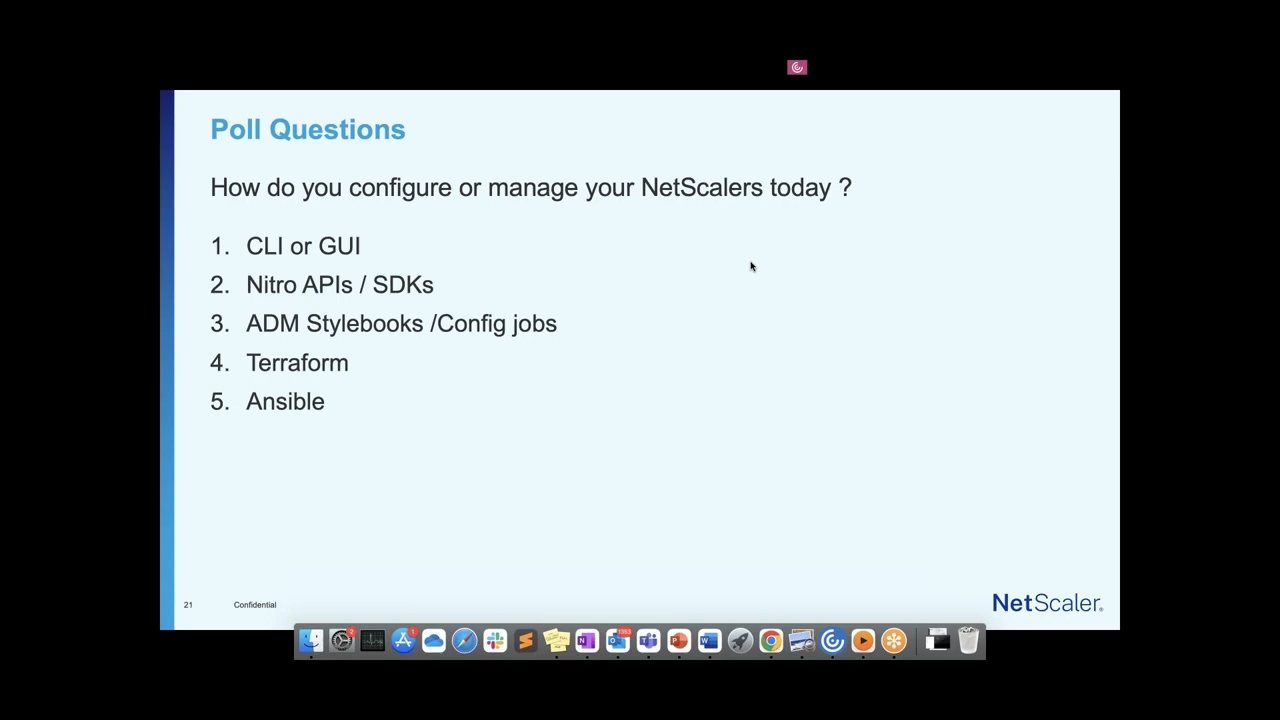 Poll Questions
How do you configure or manage your NetScalers today ?
1. CLI or GUI
2. Nitro APIs / SDKs
3. ADM Stylebooks /Config jobs
4. Terraform
5. Ansible
21 Confidential
NetScaler.